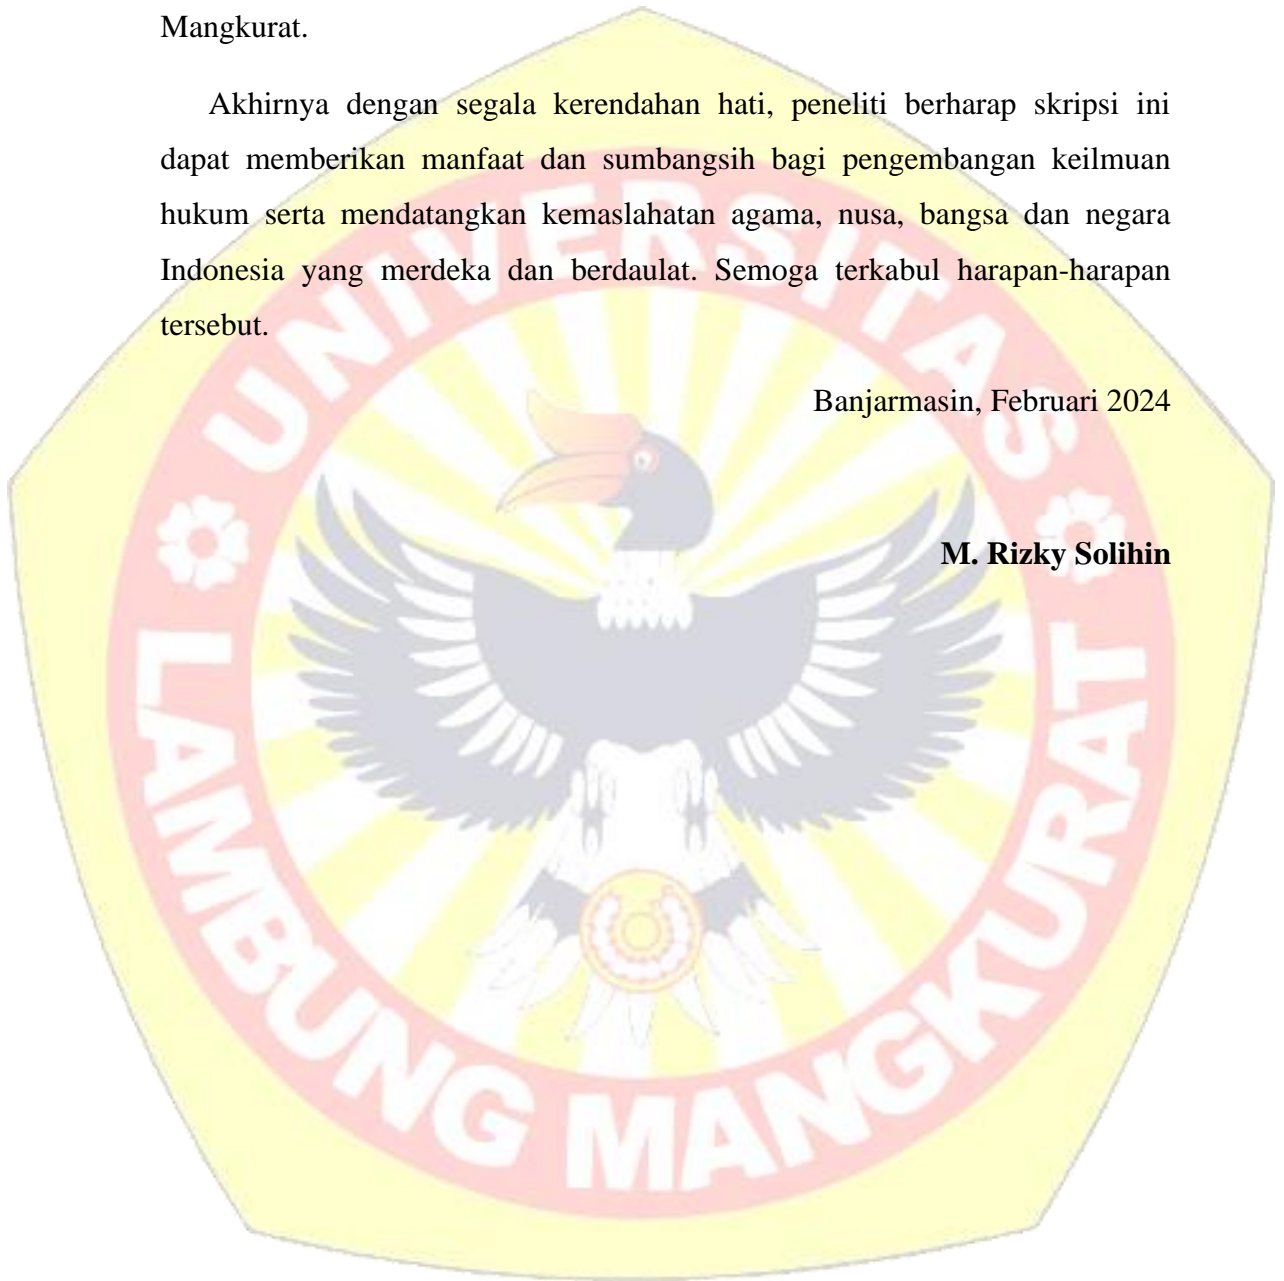 Mangkurat.
Akhirnya dengan segala kerendahan hati, peneliti berharap skripsi ini
dapat memberikan manfaat dan sumbangsih bagi pengembangan keilmuan
hukum serta mendatangkan kemaslahatan agama, nusa, bangsa dan negara
Indonesia yang merdeka dan berdaulat. Semoga terkabul harapan-harapan
tersebut.
Banjarmasin, Februari 2024
M. Rizky Solihin
UNIVERSITAS
LAMBUNG MANGKURAT